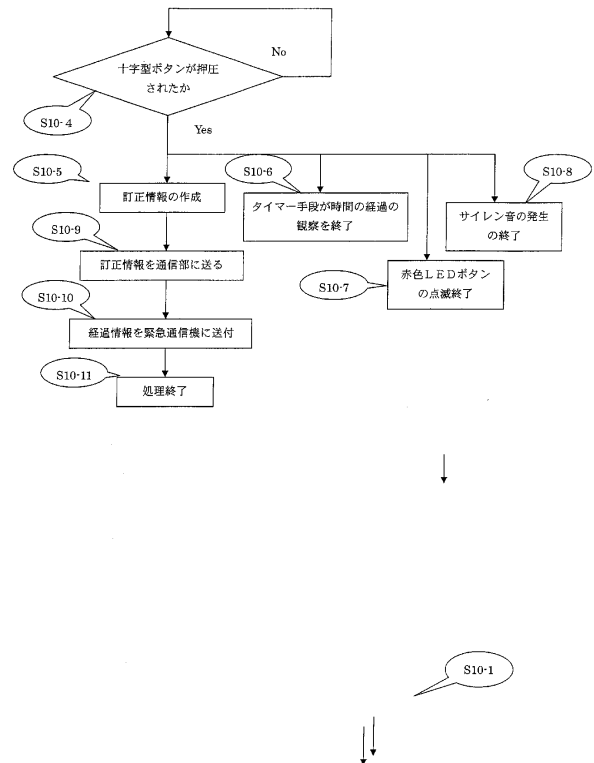 No
十字型ボタンが押圧
されたか
S10-4
Yes
S10-5
訂正情報の作成
S10-6
タイマー手段が時間の経過の
観察を終了
S10-8
サイレン音の発生
の終了
S10-9
訂正情報を通信部に送る
S10-7
赤色LEDボタン
の点滅終了
S10-10
経過情報を緊急通信機に送付
S10-11
処理終了
S10-1